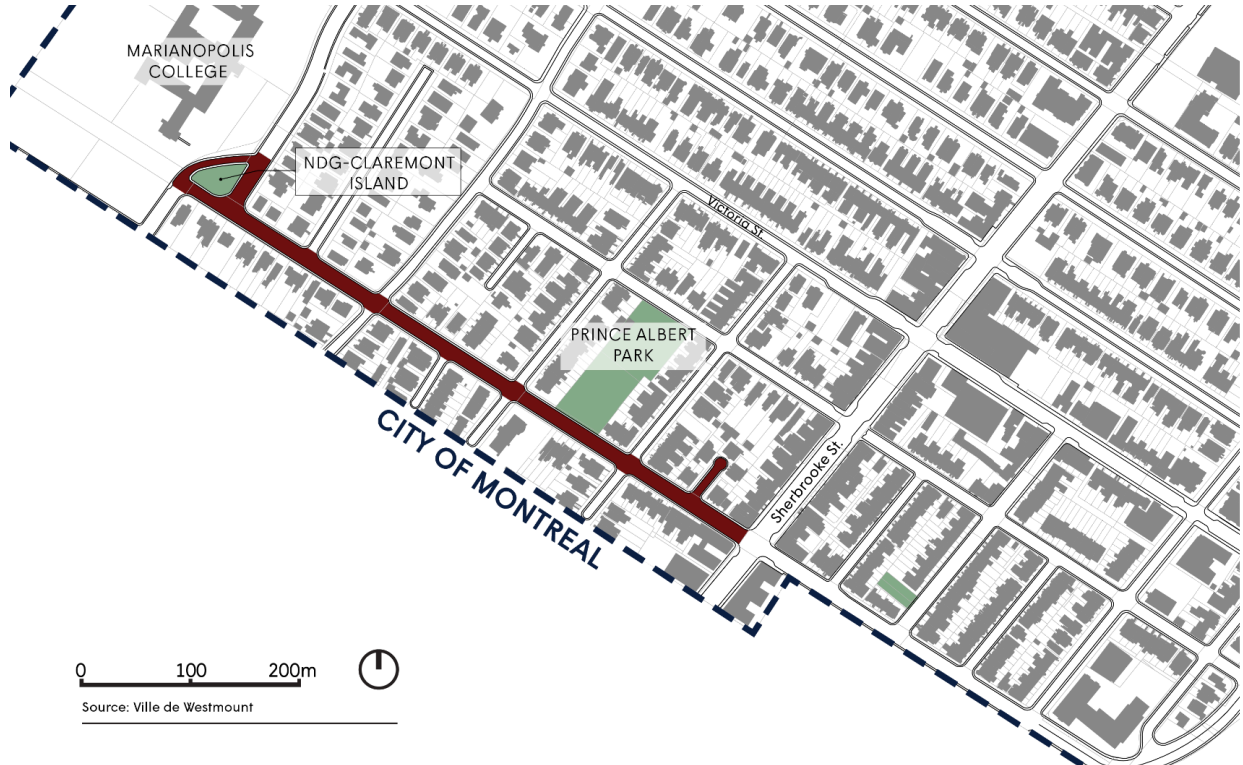 MARIANOPOLIS
COLLEGE
NDG-CLAREMONT
ISLAND
Victoria St.
PRINCE ALBERT
PARK
Sherbrooke St.
CITY OF MONTREAL
0 100 200m
Source: Ville de Westmount